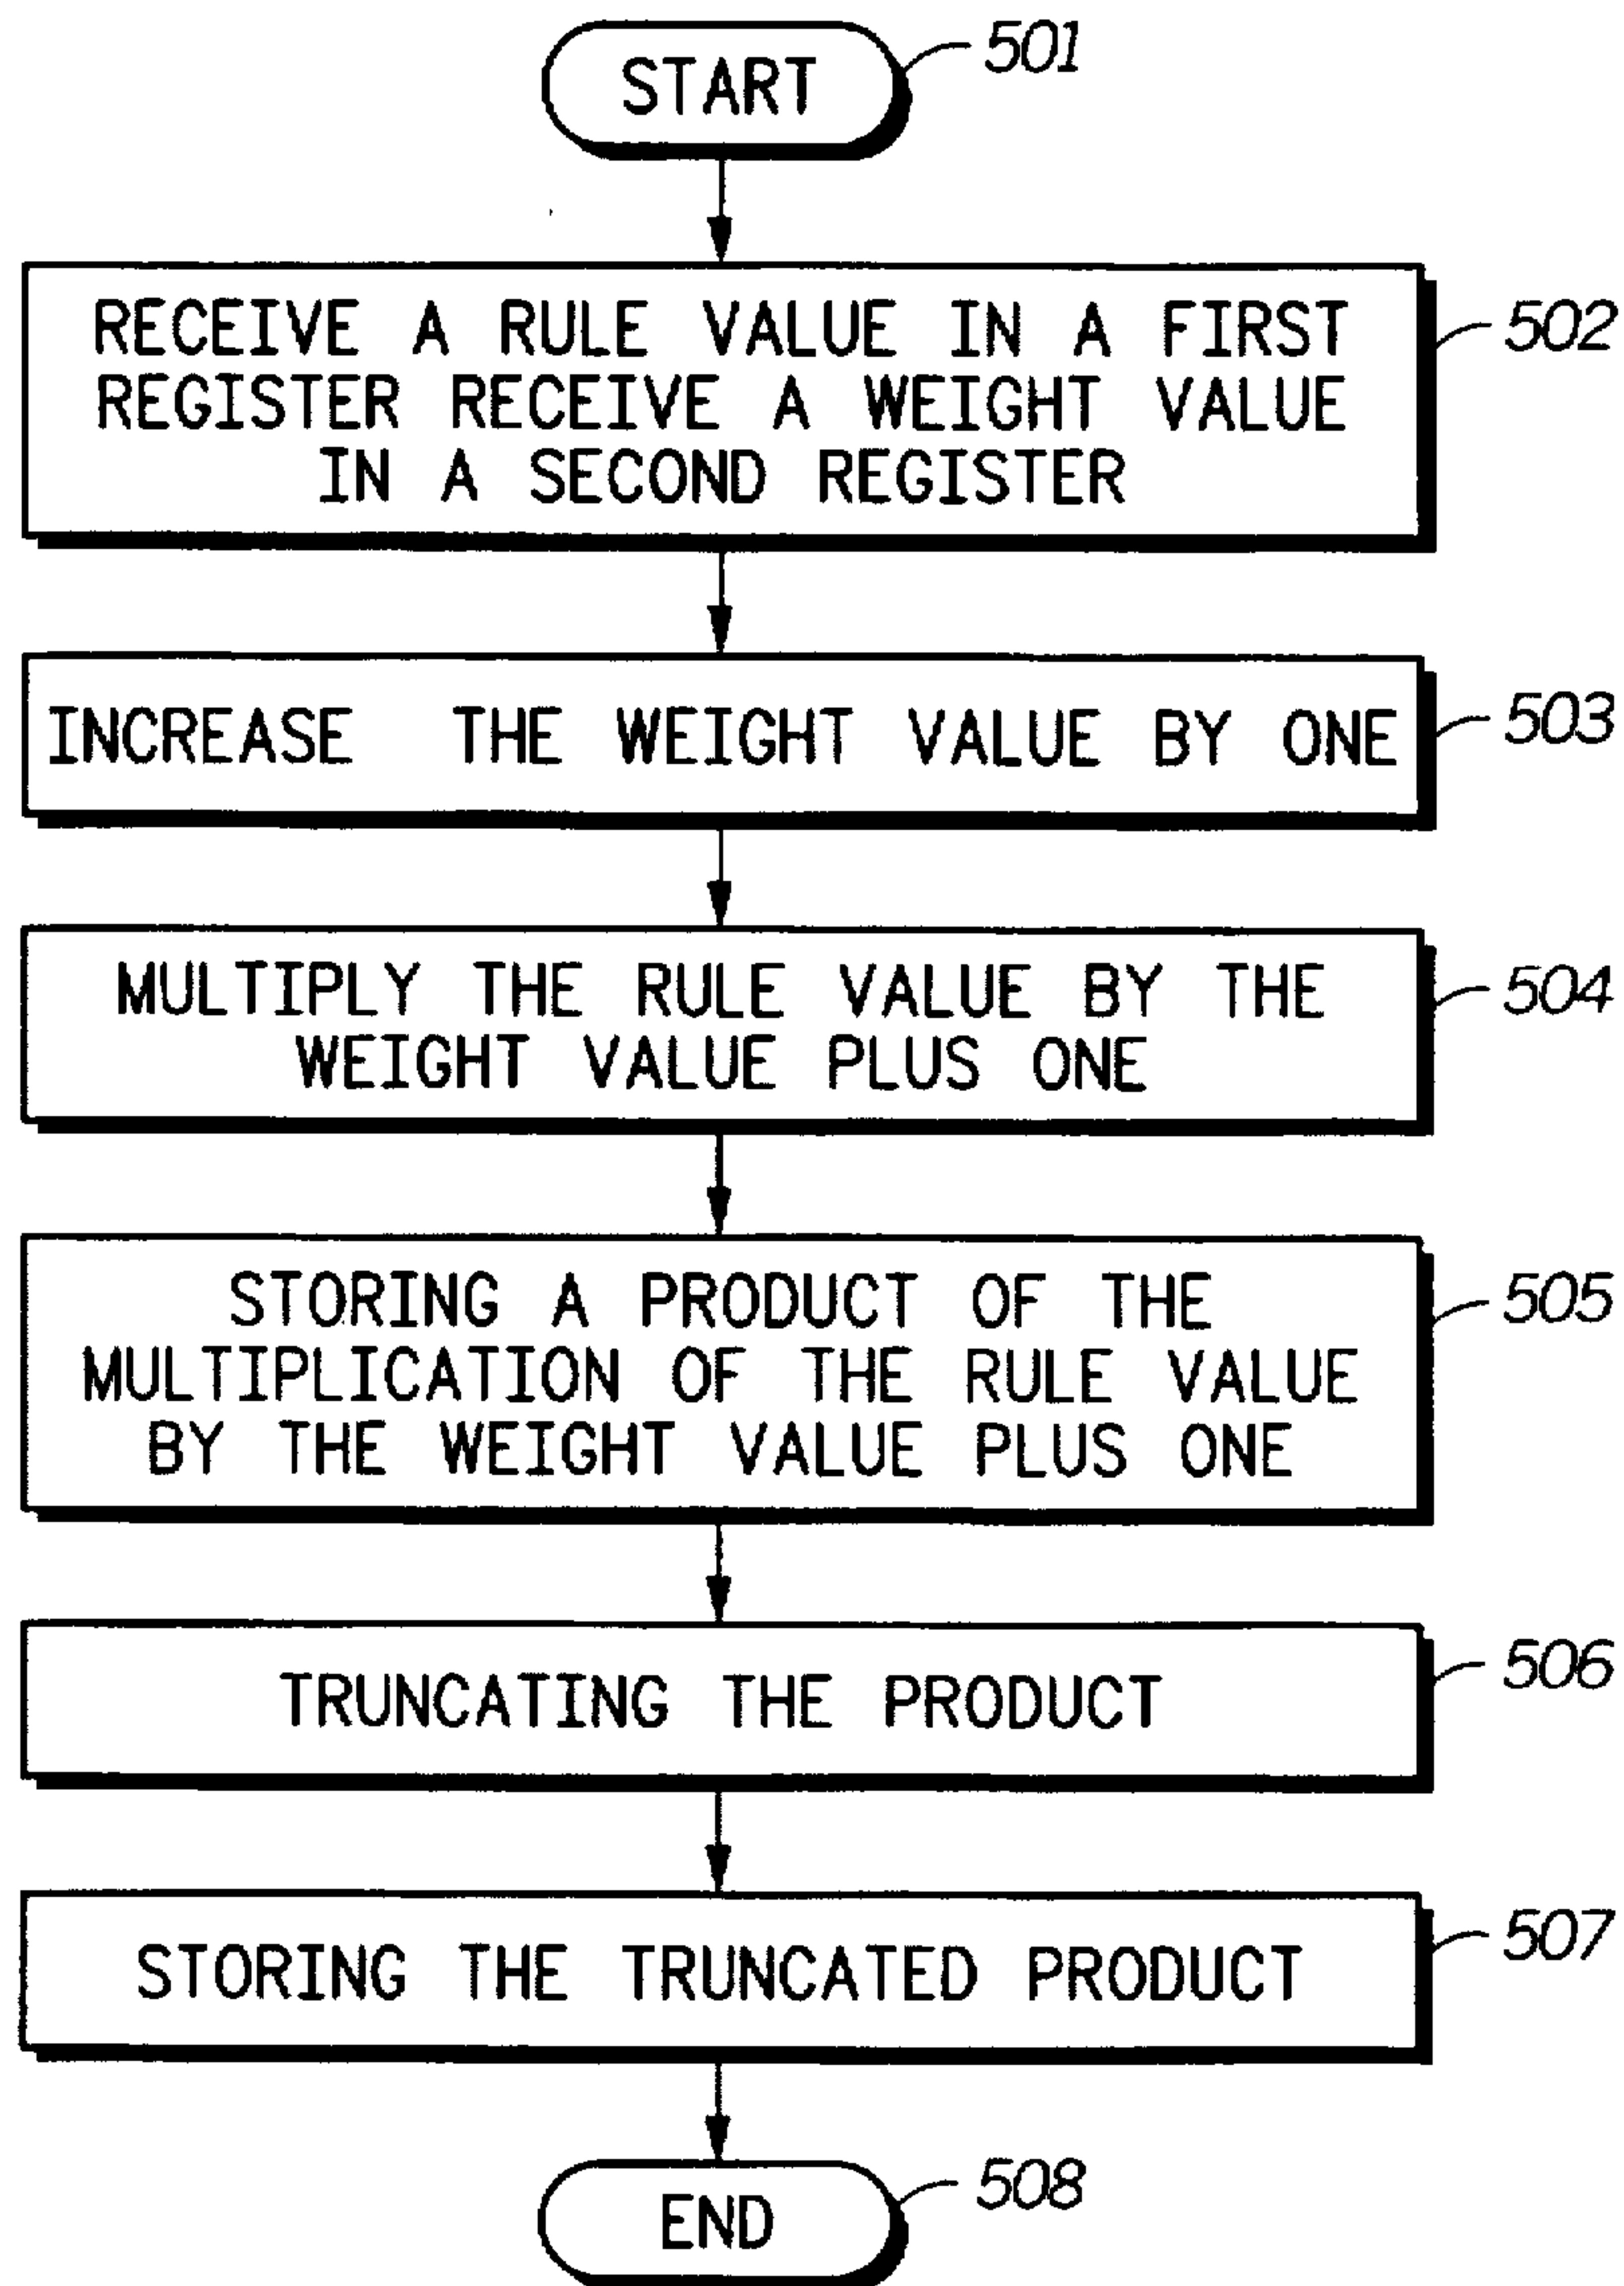 START
501
RECEIVE A RULE VALUE IN A FIRST
REGISTER RECEIVE A WEIGHT VALUE
IN A SECOND REGISTER
502
INCREASE THE WEIGHT VALUE BY ONE
503
MULTIPLY THE RULE VALUE BY THE
WEIGHT VALUE PLUS ONE
504
STORING A PRODUCT OF THE
MULTIPLICATION OF THE RULE VALUE
BY THE WEIGHT VALUE PLUS ONE
505
TRUNCATING THE PRODUCT
506
STORING THE TRUNCATED PRODUCT
507
END
508